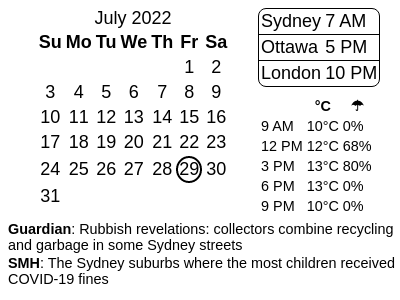 July 2022
Su Mo Tu We Th Fr Sa
1 2
3 4 5 6 7 8 9
10 11 12 13 14 15 16
17 18 19 20 21 22 23
24 25 26 27 28 29 30
31
Sydney 7 AM
Ottawa 5 PM
London 10 PM
°C ☂
9 AM 10°C 0%
12 PM 12°C 68%
3 PM 13°C 80%
6 PM 13°C 0%
9 PM 10°C 0%
Guardian: Rubbish revelations: collectors combine recycling
and garbage in some Sydney streets
SMH: The Sydney suburbs where the most children received
COVID-19 fines